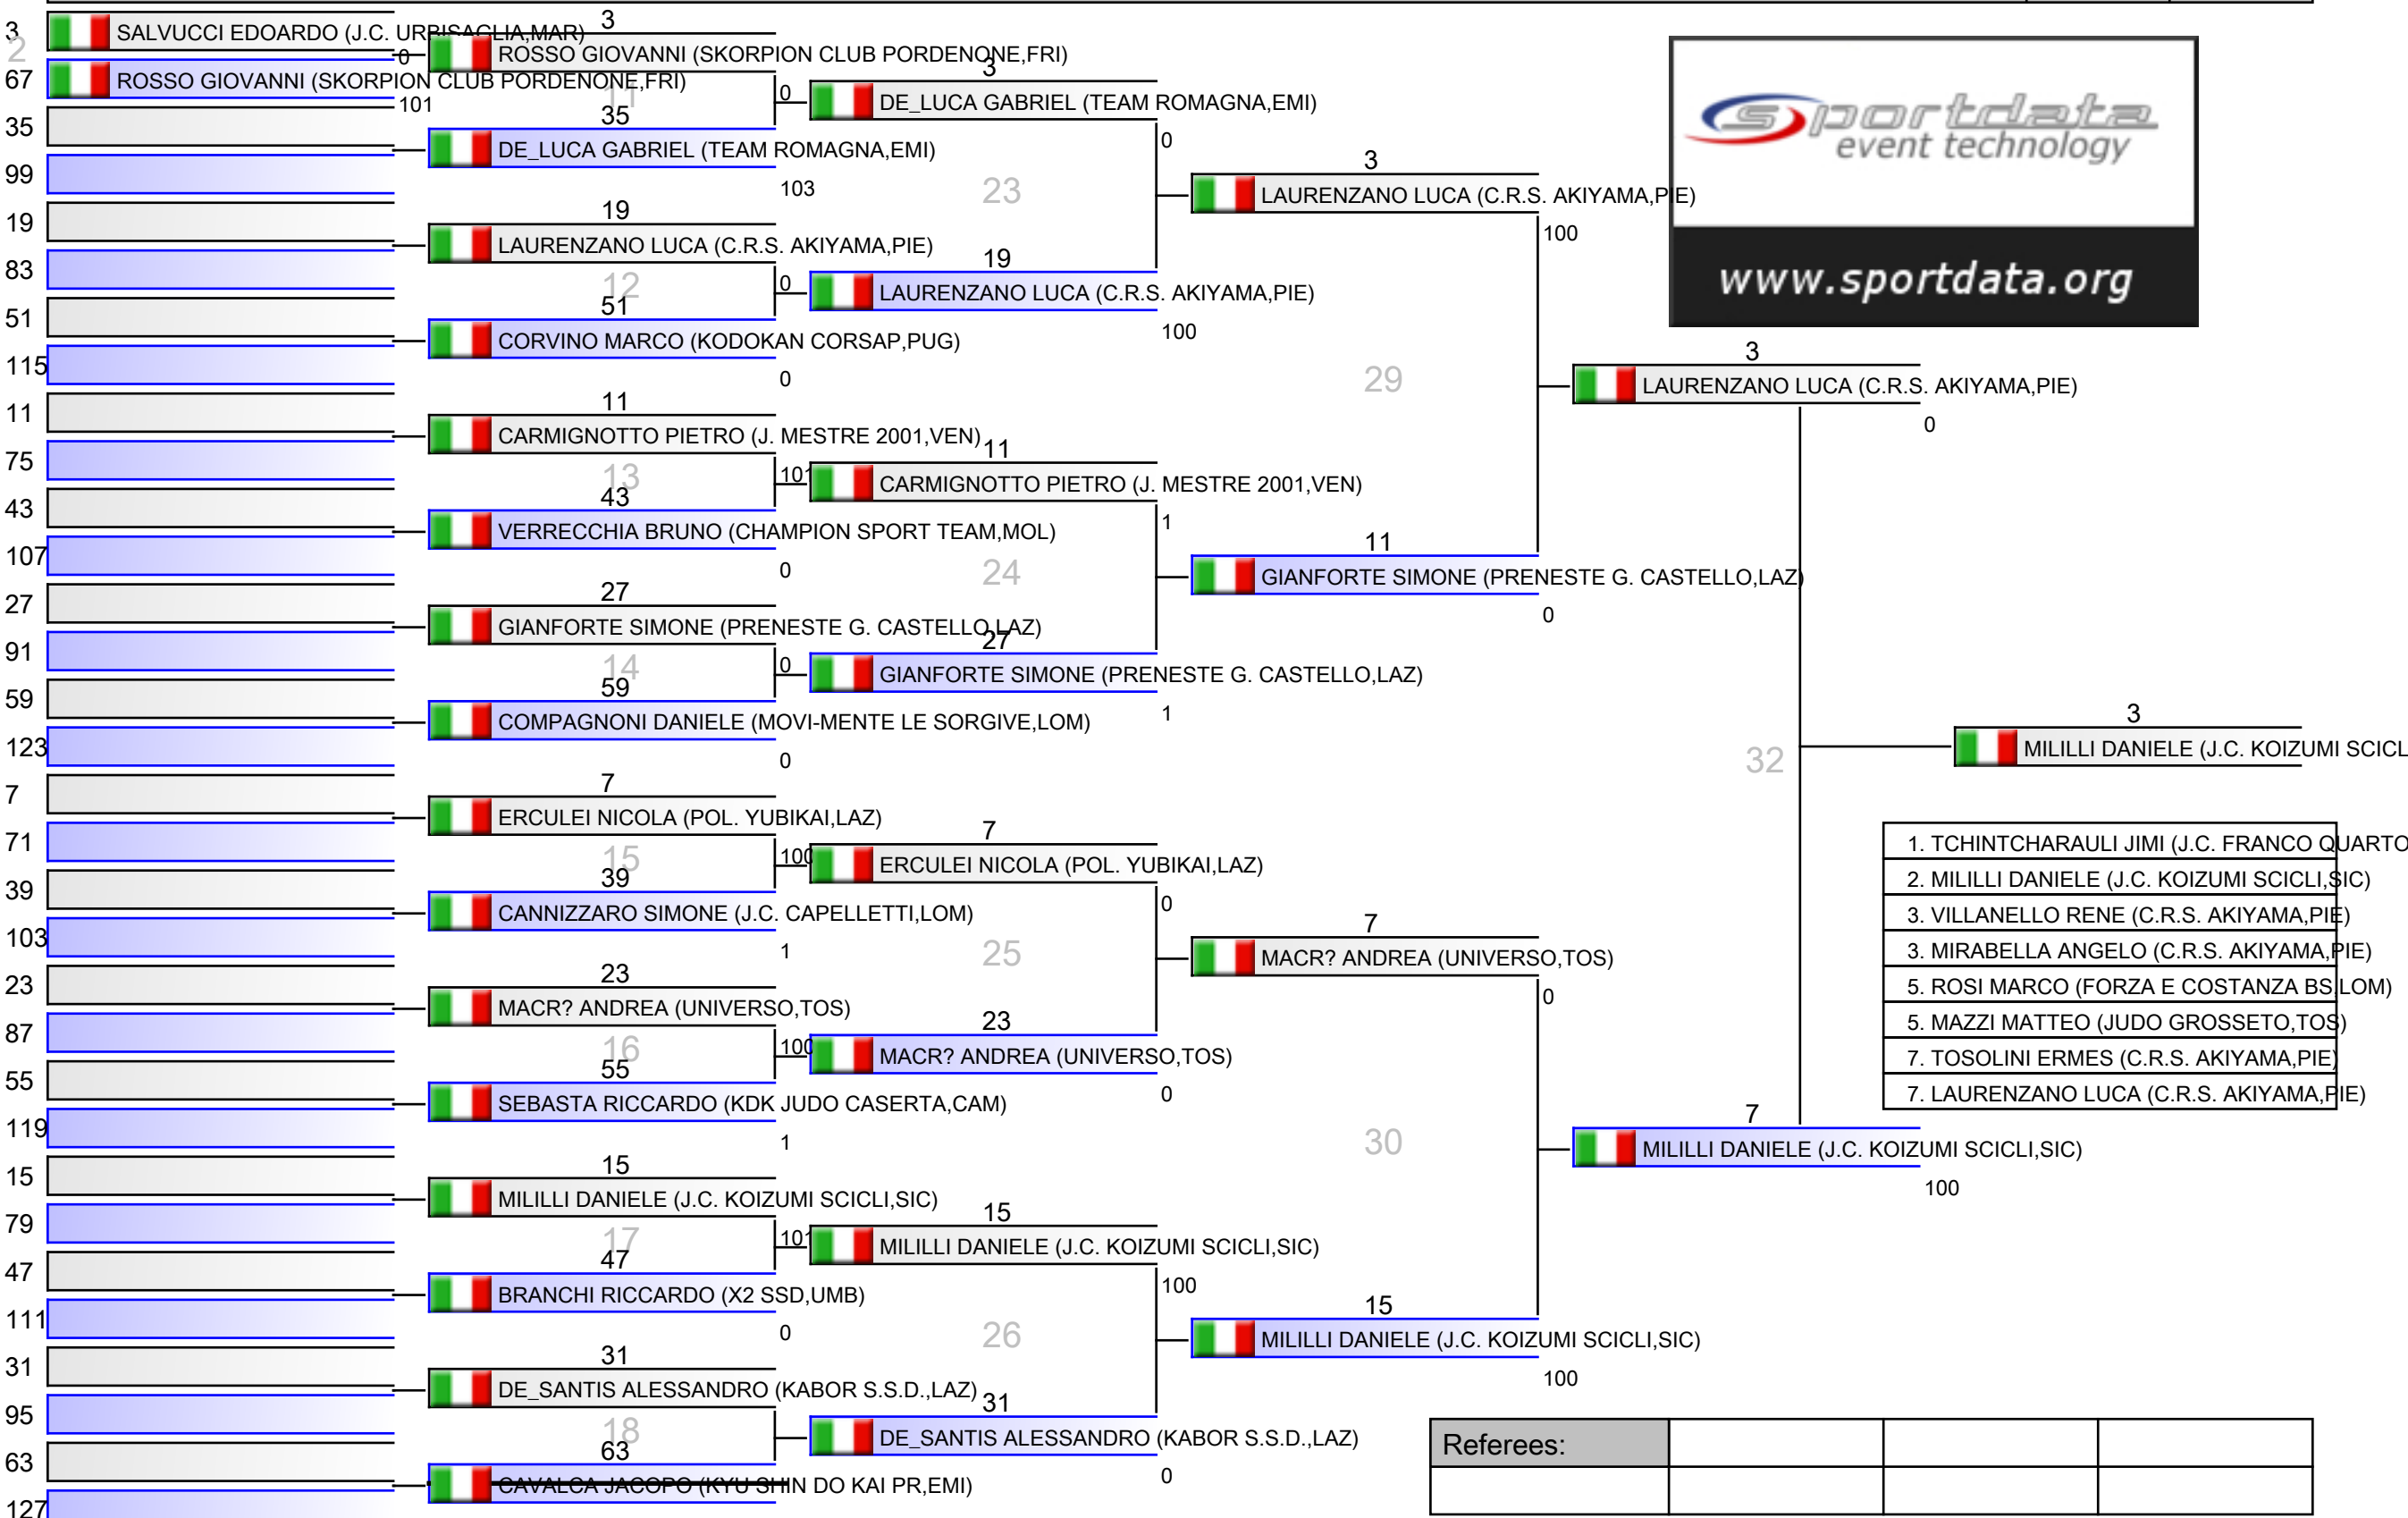 3
SALVUCCI EDOARDO (J.C. URBISAGLIA,MAR)
2
0
67
ROSSO GIOVANNI (SKORPION CLUB PORDENONE,FRI)
101
35
99
19
83
51
115
11
75
43
107
27
91
59
123
7
71
39
103
23
87
55
119
15
79
47
111
31
95
63
127
3
ROSSO GIOVANNI (SKORPION CLUB PORDENONE,FRI)
0
11
35
DE_LUCA GABRIEL (TEAM ROMAGNA,EMI)
103
19
LAURENZANO LUCA (C.R.S. AKIYAMA,PIE)
0
12
51
CORVINO MARCO (KODOKAN CORSAP,PUG)
0
11
CARMIGNOTTO PIETRO (J. MESTRE 2001,VEN)
101
13
43
VERRECCHIA BRUNO (CHAMPION SPORT TEAM,MOL)
0
27
GIANFORTE SIMONE (PRENESTE G. CASTELLO,LAZ)
0
14
59
COMPAGNONI DANIELE (MOVI-MENTE LE SORGIVE,LOM)
0
7
ERCULEI NICOLA (POL. YUBIKAI,LAZ)
100
15
39
CANNIZZARO SIMONE (J.C. CAPELLETTI,LOM)
1
23
MACR? ANDREA (UNIVERSO,TOS)
100
16
55
SEBASTA RICCARDO (KDK JUDO CASERTA,CAM)
1
15
MILILLI DANIELE (J.C. KOIZUMI SCICLI,SIC)
101
17
47
BRANCHI RICCARDO (X2 SSD,UMB)
0
31
DE_SANTIS ALESSANDRO (KABOR S.S.D.,LAZ)
18
63
CAVALCA JACOPO (KYU SHIN DO KAI PR,EMI)
3
DE_LUCA GABRIEL (TEAM ROMAGNA,EMI)
0
23
19
LAURENZANO LUCA (C.R.S. AKIYAMA,PIE)
100
11
CARMIGNOTTO PIETRO (J. MESTRE 2001,VEN)
1
24
27
GIANFORTE SIMONE (PRENESTE G. CASTELLO,LAZ)
1
7
ERCULEI NICOLA (POL. YUBIKAI,LAZ)
0
25
23
MACR? ANDREA (UNIVERSO,TOS)
0
15
MILILLI DANIELE (J.C. KOIZUMI SCICLI,SIC)
100
26
31
DE_SANTIS ALESSANDRO (KABOR S.S.D.,LAZ)
0
3
LAURENZANO LUCA (C.R.S. AKIYAMA,PIE)
100
29
11
GIANFORTE SIMONE (PRENESTE G. CASTELLO,LAZ)
0
7
MACR? ANDREA (UNIVERSO,TOS)
0
30
15
MILILLI DANIELE (J.C. KOIZUMI SCICLI,SIC)
100
sportdata
event technology
www.sportdata.org
3
LAURENZANO LUCA (C.R.S. AKIYAMA,PIE)
0
32
7
MILILLI DANIELE (J.C. KOIZUMI SCICLI,SIC)
100
3
MILILLI DANIELE (J.C. KOIZUMI SCICL
1. TCHINTCHARAULI JIMI (J.C. FRANCO QUARTO
2. MILILLI DANIELE (J.C. KOIZUMI SCICLI,SIC)
3. VILLANELLO RENE (C.R.S. AKIYAMA,PIE)
3. MIRABELLA ANGELO (C.R.S. AKIYAMA,PIE)
5. ROSI MARCO (FORZA E COSTANZA BS,LOM)
5. MAZZI MATTEO (JUDO GROSSETO,TOS)
7. TOSOLINI ERMES (C.R.S. AKIYAMA,PIE)
7. LAURENZANO LUCA (C.R.S. AKIYAMA,PIE)
Referees: